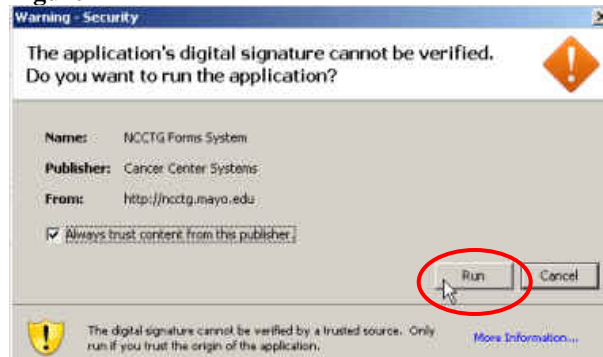 Warning - Security
The application's digital signature cannot be verified.
Do you want to run the application?
Name: NCCTG Forms System
Publisher: Cancer Center Systems
From: http://ncctg.mayo.edu
Always trust content from this publisher.
Run Cancel
The digital signature cannot be verified by a trusted source. Only
run if you trust the origin of the application.
More Information...